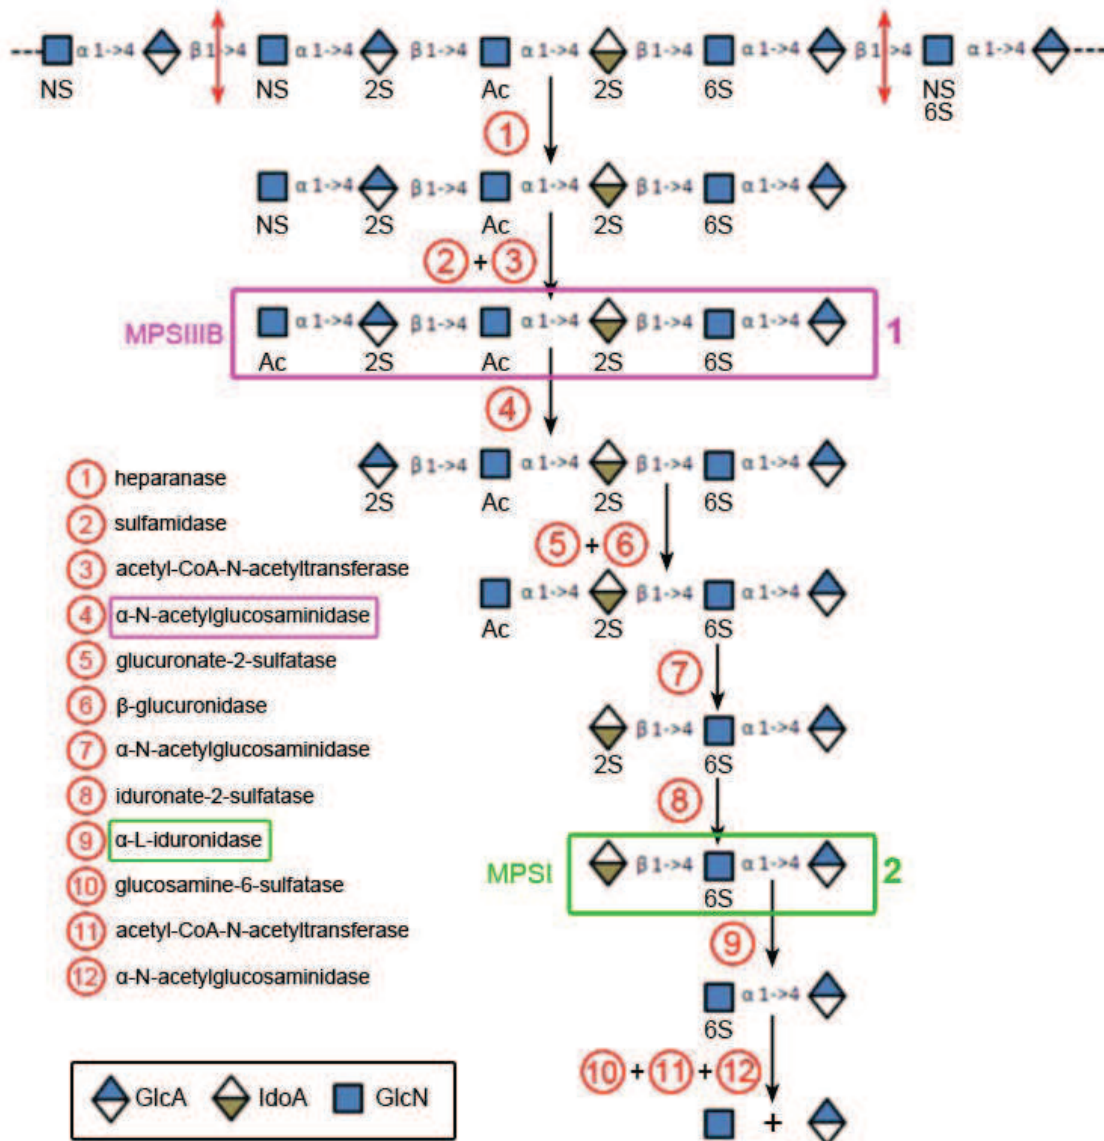 α 1->4 β 1->4 α 1->4 β 1->4 α 1->4 β 1->4 α 1->4 β 1->4 α 1->4
NS NS 2S Ac 2S 6S NS
6S
1
α 1->4 β 1->4 α 1->4 β 1->4 α 1->4
NS 2S Ac 2S 6S
2 + 3
MPSIIIB α 1->4 β 1->4 α 1->4 β 1->4 α 1->4 1
Ac 2S Ac 2S 6S
4
β 1->4 α 1->4 β 1->4 α 1->4
2S Ac 2S 6S
5 + 6
α 1->4 β 1->4 α 1->4
Ac 2S 6S
7
β 1->4 α 1->4
2S 6S
8
MPSI β 1->4 α 1->4 2
6S
9
α 1->4
6S
10 + 11 + 12
+
1 heparanase
2 sulfamidase
3 acetyl-CoA-N-acetyltransferase
4 α-N-acetylglucosaminidase
5 glucuronate-2-sulfatase
6 β-glucuronidase
7 α-N-acetylglucosaminidase
8 iduronate-2-sulfatase
9 α-L-iduronidase
10 glucosamine-6-sulfatase
11 acetyl-CoA-N-acetyltransferase
12 α-N-acetylglucosaminidase
GlcA IdoA GlcN